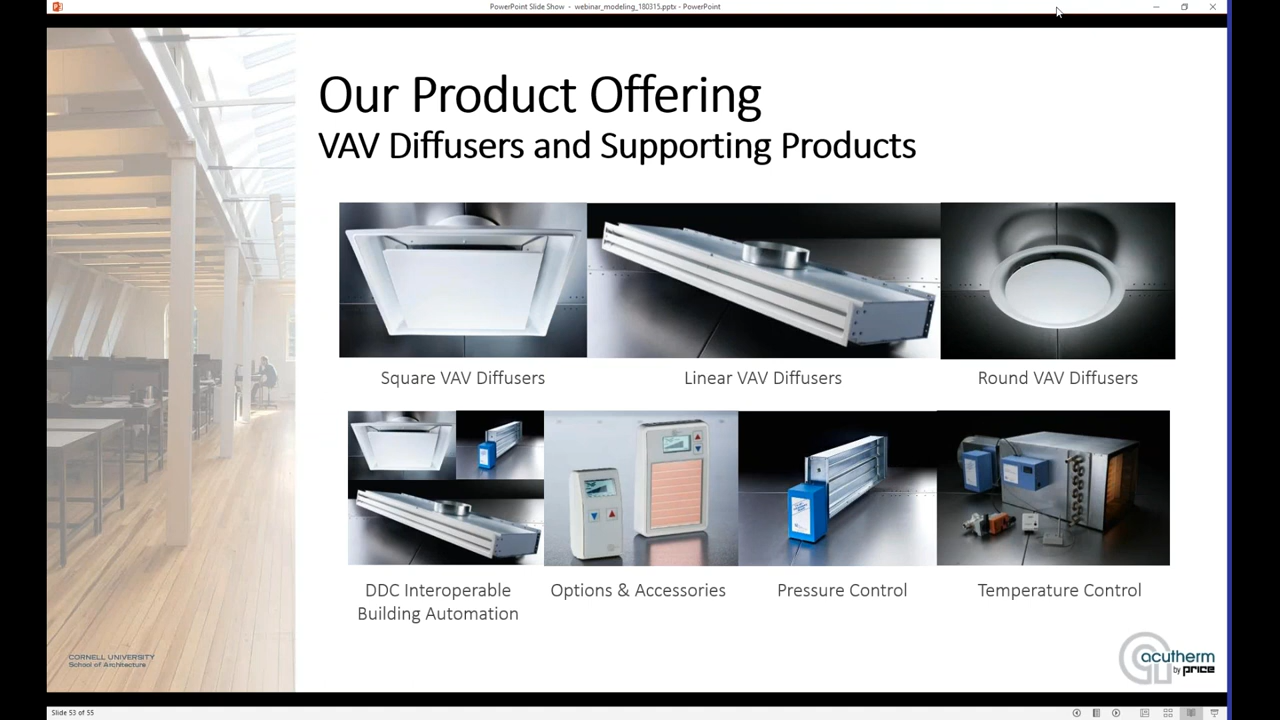 PowerPoint Slide Show - webinar_modeling_180315.pptx - PowerPoint
Our Product Offering
VAV Diffusers and Supporting Products
Square VAV Diffusers
Linear VAV Diffusers
Round VAV Diffusers
DDC Interoperable
Building Automation
Options & Accessories
Pressure Control
Temperature Control
CORNELL UNIVERSITY
School of Architecture
acutherm
by price
Slide 53 of 55